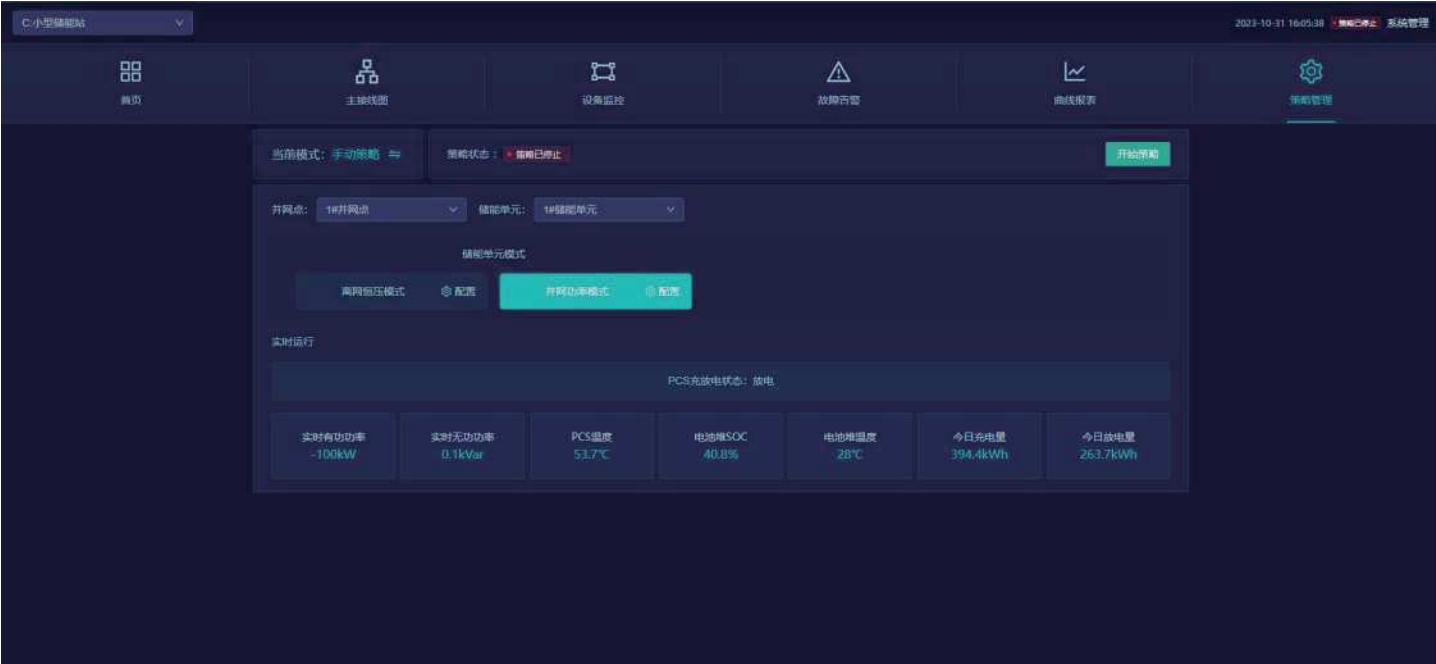 C:小型储能站
2023-10-31 16:05:38 策略已停止 系统管理
首页 主接线图 设备监控 故障告警 曲线报表 策略管理
当前模式: 手动策略 策略状态: 策略已停止 开始策略
并网点: 1#并网点 储能单元: 1#储能单元
储能单元模式
离网恒压模式 配置 并网功率模式 配置
实时运行
PCS充放电状态: 放电
实时有功功率 实时无功功率 PCS温度 电池堆SOC 电池堆温度 今日充电量 今日放电量
-100kW 0.1kVar 53.7℃ 40.8% 28℃ 394.4kWh 263.7kWh